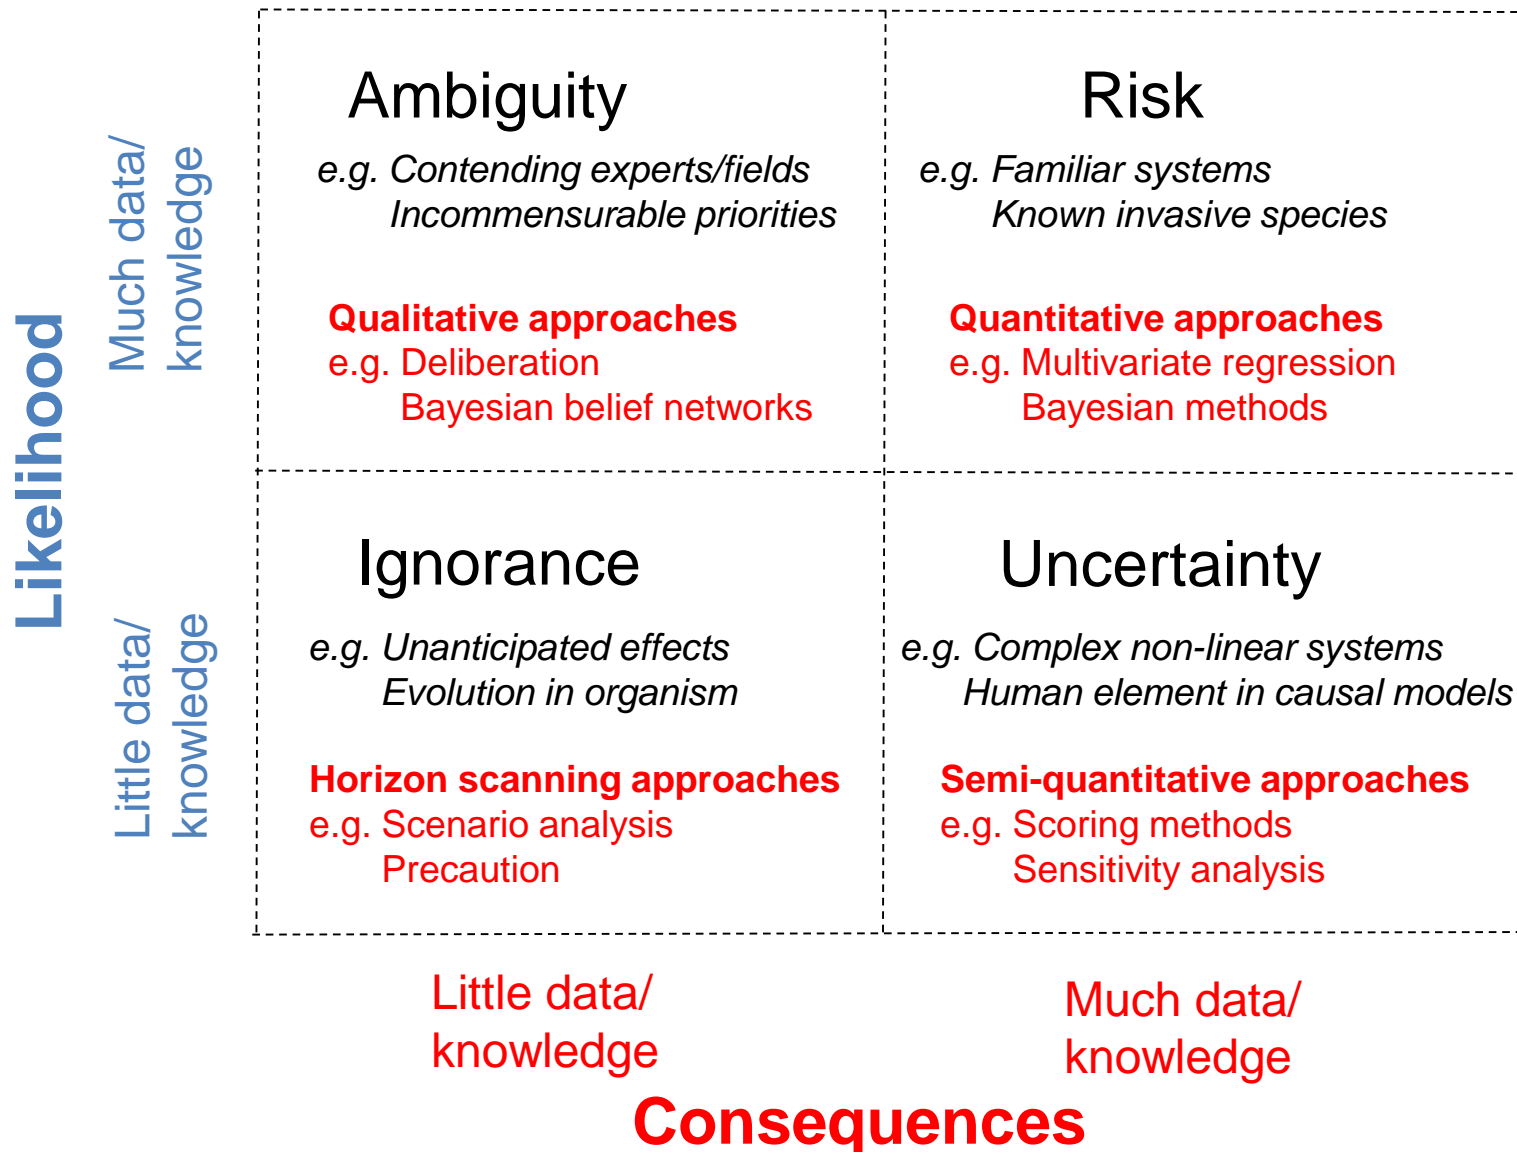 Likelihood
Much data/
knowledge
Ambiguity
e.g. Contending experts/fields
Incommensurable priorities
Qualitative approaches
e.g. Deliberation
Bayesian belief networks
Risk
e.g. Familiar systems
Known invasive species
Quantitative approaches
e.g. Multivariate regression
Bayesian methods
Little data/
knowledge
Ignorance
e.g. Unanticipated effects
Evolution in organism
Horizon scanning approaches
e.g. Scenario analysis
Precaution
Uncertainty
e.g. Complex non-linear systems
Human element in causal models
Semi-quantitative approaches
e.g. Scoring methods
Sensitivity analysis
Little data/
knowledge
Much data/
knowledge
Consequences